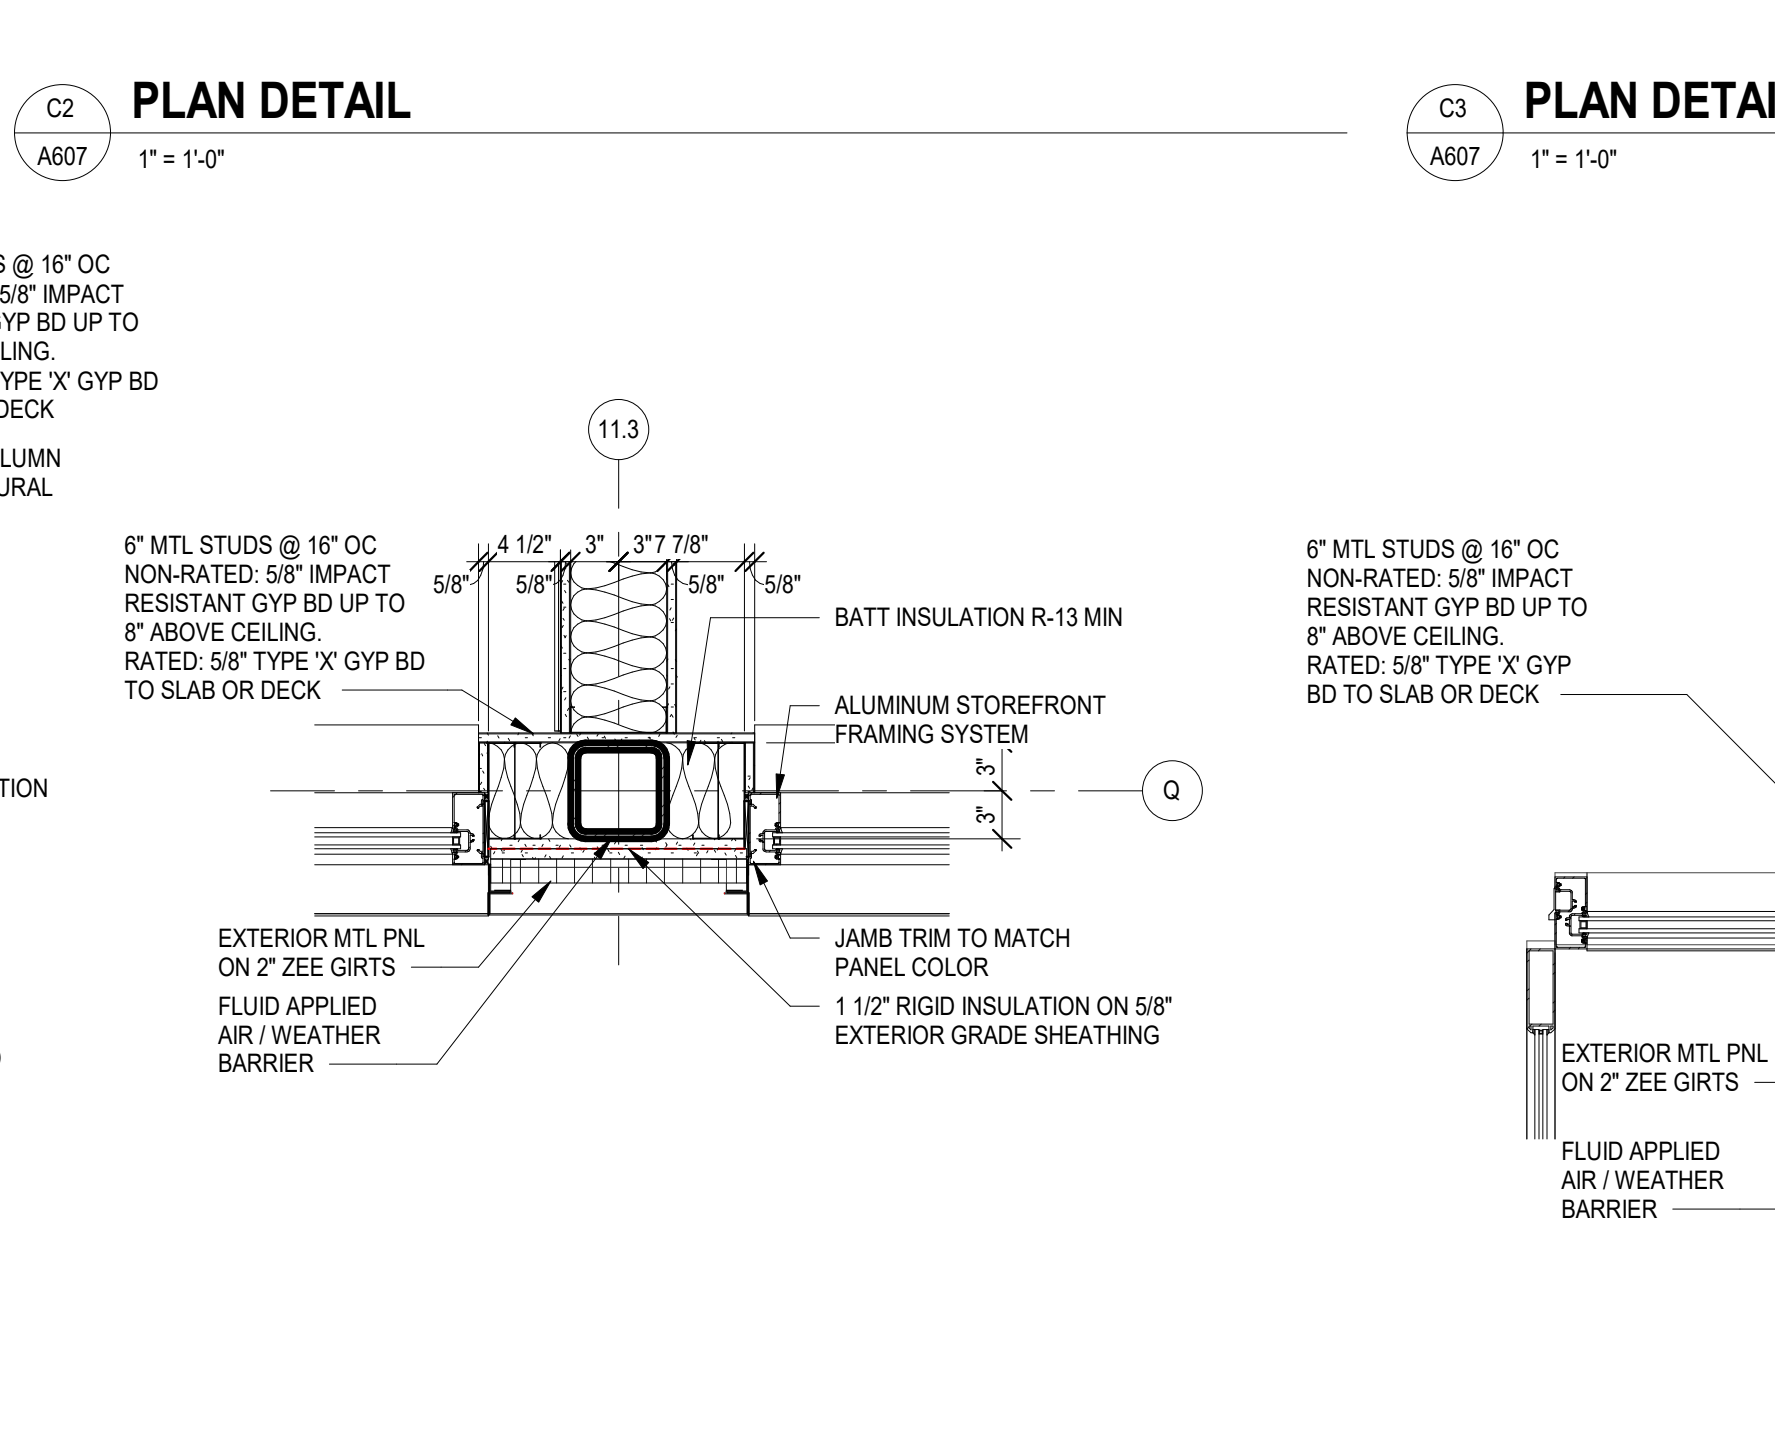 C2
A607
PLAN DETAIL
1" = 1'-0"
C3
A607
PLAN DETAI
1" = 1'-0"
S @ 16" OC
5/8" IMPACT
GYP BD UP TO
LING.
TYPE 'X' GYP BD
DECK
LUMN
URAL
TION
11.3
6" MTL STUDS @ 16" OC
NON-RATED: 5/8" IMPACT
RESISTANT GYP BD UP TO
8" ABOVE CEILING.
RATED: 5/8" TYPE 'X' GYP BD
TO SLAB OR DECK
4 1/2" 3" 3" 7 7/8"
5/8" 5/8" 5/8" 5/8"
BATT INSULATION R-13 MIN
ALUMINUM STOREFRONT
FRAMING SYSTEM
3"
3"
Q
EXTERIOR MTL PNL
ON 2" ZEE GIRTS
FLUID APPLIED
AIR / WEATHER
BARRIER
JAMB TRIM TO MATCH
PANEL COLOR
1 1/2" RIGID INSULATION ON 5/8"
EXTERIOR GRADE SHEATHING
6" MTL STUDS @ 16" OC
NON-RATED: 5/8" IMPACT
RESISTANT GYP BD UP TO
8" ABOVE CEILING.
RATED: 5/8" TYPE 'X' GYP
BD TO SLAB OR DECK
EXTERIOR MTL PNL
ON 2" ZEE GIRTS
FLUID APPLIED
AIR / WEATHER
BARRIER